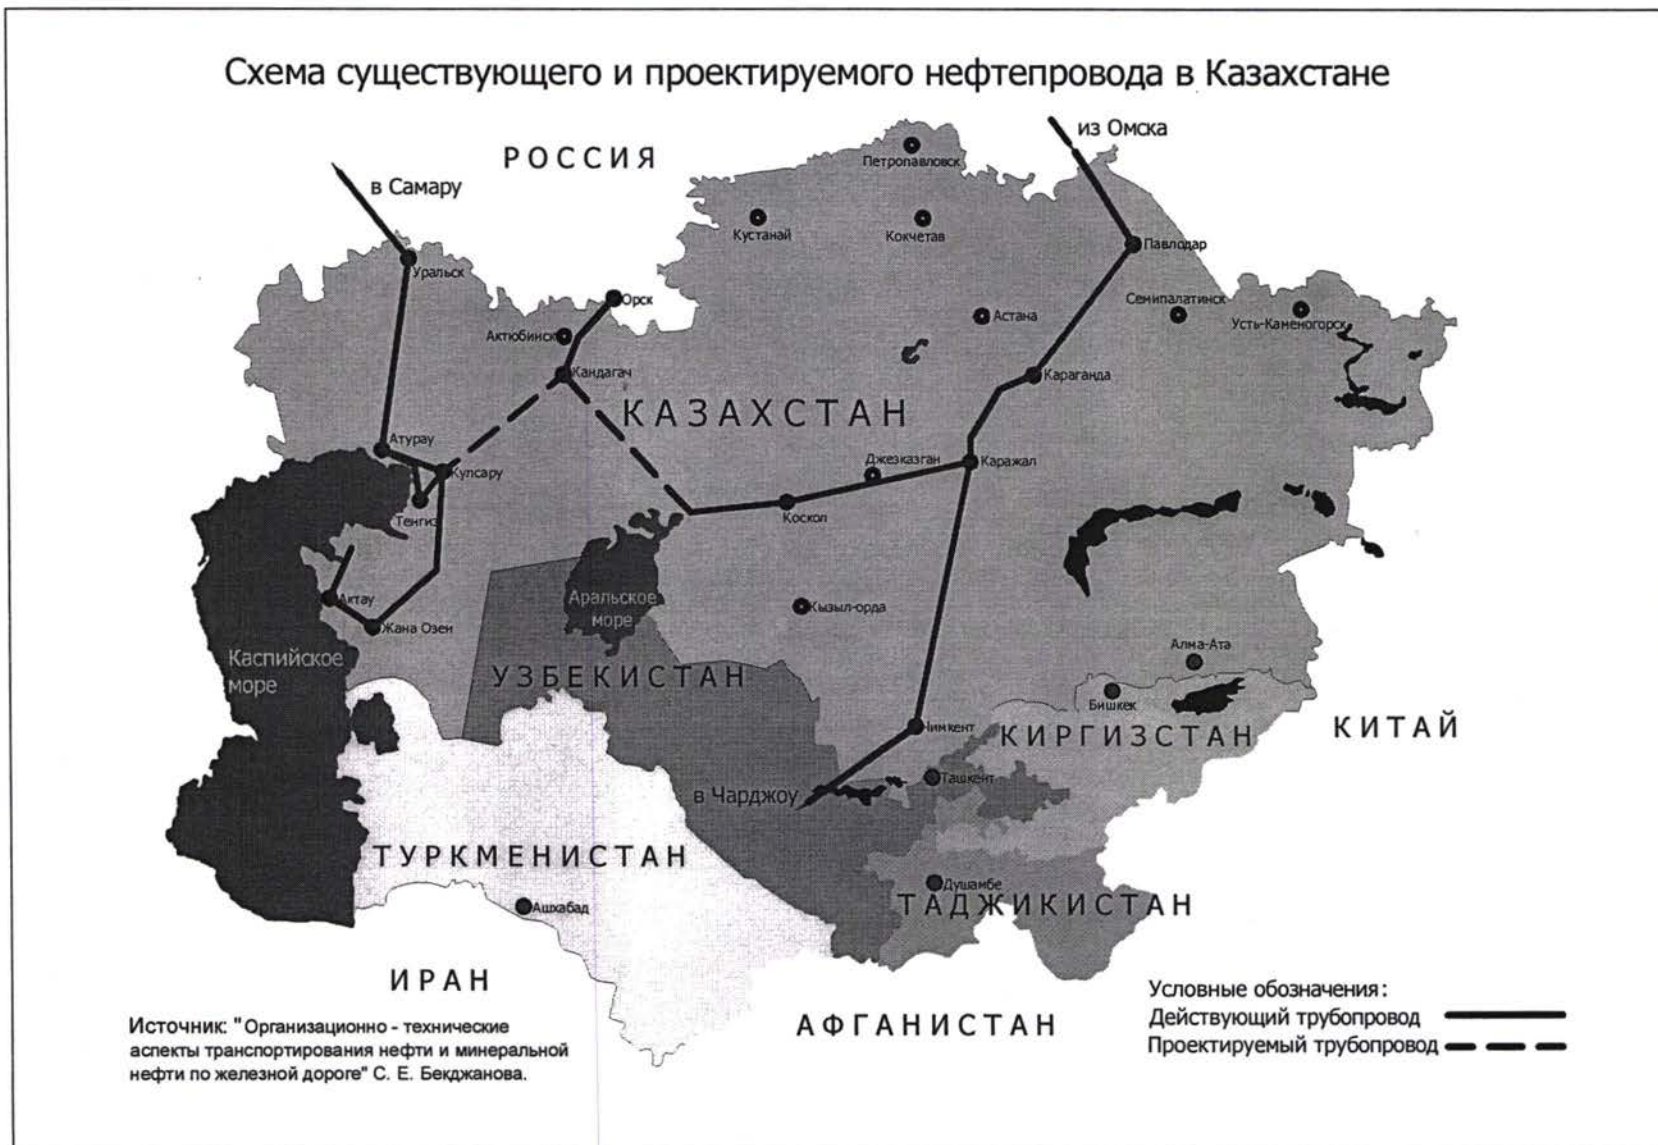 Схема существующего и проектируемого нефтепровода в Казахстане
из Омска
РОССИЯ
Петропавловск
в Самару
Кустанай
Кокчетав
Павлодар
Уральск
Орск
Семипалатинск
Астана
Усть-Каменогорск
Актюбинск
Кандагач
Караганда
КАЗАХСТАН
Атурау
Джезказган
Каражал
Кулсару
Тенгиз
Коскол
Актау
Аральское
море
Кызыл-орда
Жана Озен
Алма-Ата
Каспийское
море
УЗБЕКИСТАН
Бишкек
Чимкент
КИРГИЗСТАН
КИТАЙ
Ташкент
в Чарджоу
ТУРКМЕНИСТАН
Душамбе
ТАДЖИКИСТАН
Ашхабад
ИРАН
АФГАНИСТАН
Условные обозначения:
Действующий трубопровод
Проектируемый трубопровод
Источник: "Организационно - технические
аспекты транспортирования нефти и минеральной
нефти по железной дороге" С. Е. Бекджанова.